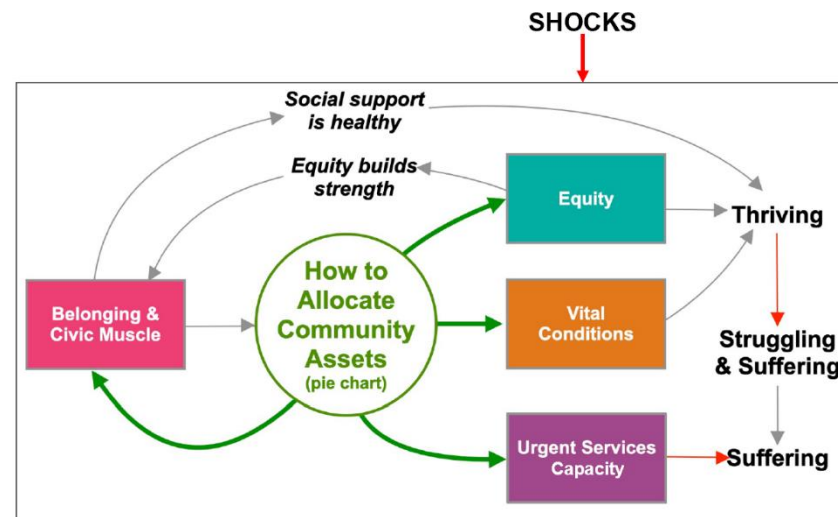 SHOCKS
Social support
is healthy
Equity builds
strength
Equity
Thriving
How to
Allocate
Community
Assets
(pie chart)
Belonging &
Civic Muscle
Vital
Conditions
Struggling
& Suffering
Urgent Services
Capacity
Suffering